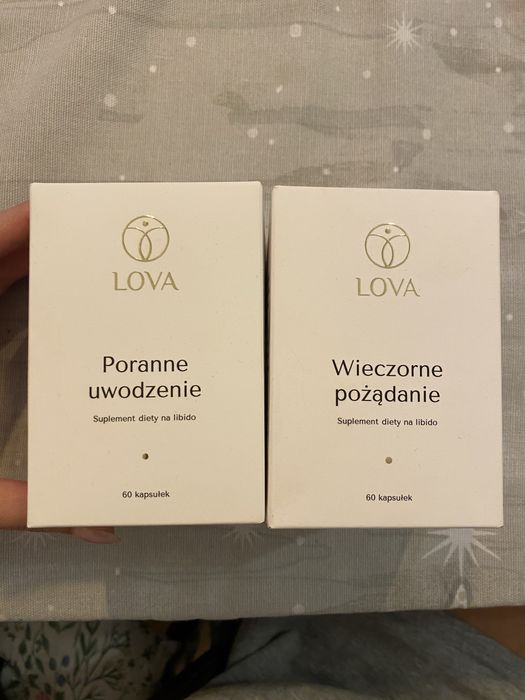 LOVA
Poranne
uwodzenie
Suplement diety na libido
60 kapsułek
LOVA
Wieczorne
pożądanie
Suplement diety na libido
60 kapsułek